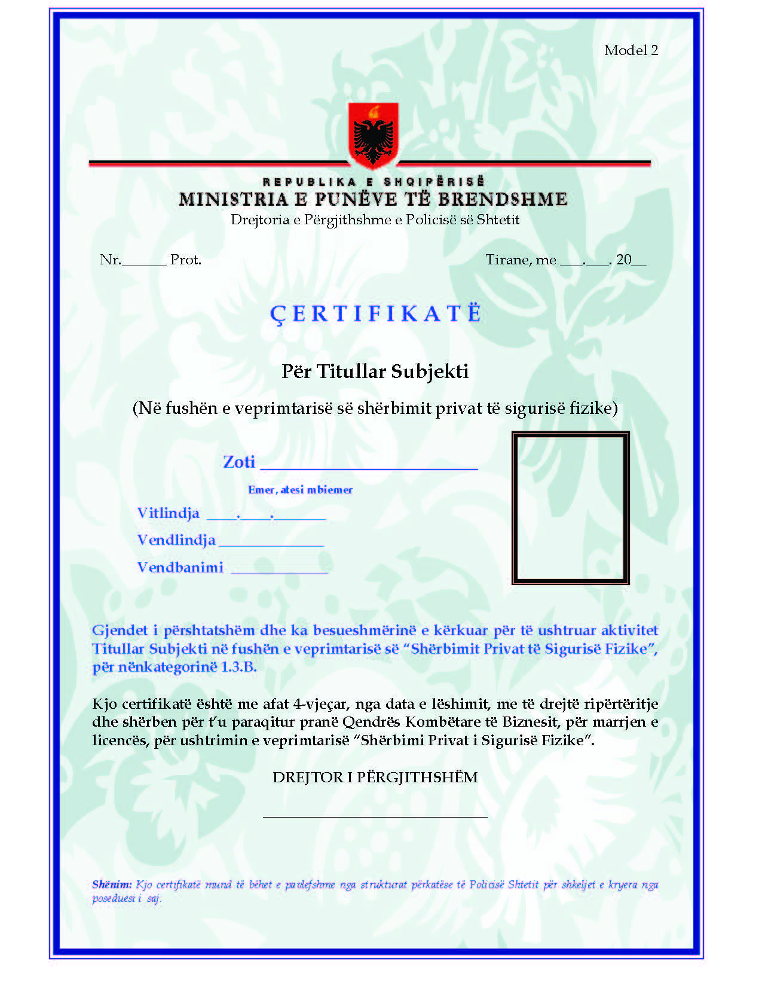 Model 2
REPUBLIKA E SHQIPËRISË
MINISTRIA E PUNËVE TË BRENDSHME
Drejtoria e Përgjithshme e Policisë së Shtetit
Nr.______ Prot. Tirane, me ___.___. 20__
ÇERTIFIKATË
Për Titullar Subjekti
(Në fushën e veprimtarisë së shërbimit privat të sigurisë fizike)
Zoti __________________________
Emer, atesi mbiemer
Vitlindja ____.____._______
Vendlindja ______________
Vendbanimi _____________
Gjendet i përshtatshëm dhe ka besueshmërinë e kërkuar për të ushtruar aktivitet
Titullar Subjekti në fushën e veprimtarisë së “Shërbimit Privat të Sigurisë Fizike”,
për nënkategorinë 1.3.B.
Kjo certifikatë është me afat 4-vjeçar, nga data e lëshimit, me të drejtë ripërtëritje
dhe shërben për t’u paraqitur pranë Qendrës Kombëtare të Biznesit, për marrjen e
licencës, për ushtrimin e veprimtarisë “Shërbimi Privat i Sigurisë Fizike”.
DREJTOR I PËRGJITHSHËM
______________________________
Shënim: Kjo certifikatë mund të bëhet e pavlefshme nga strukturat përkatëse të Policisë Shtetit për shkeljet e kryera nga
poseduesi i saj.